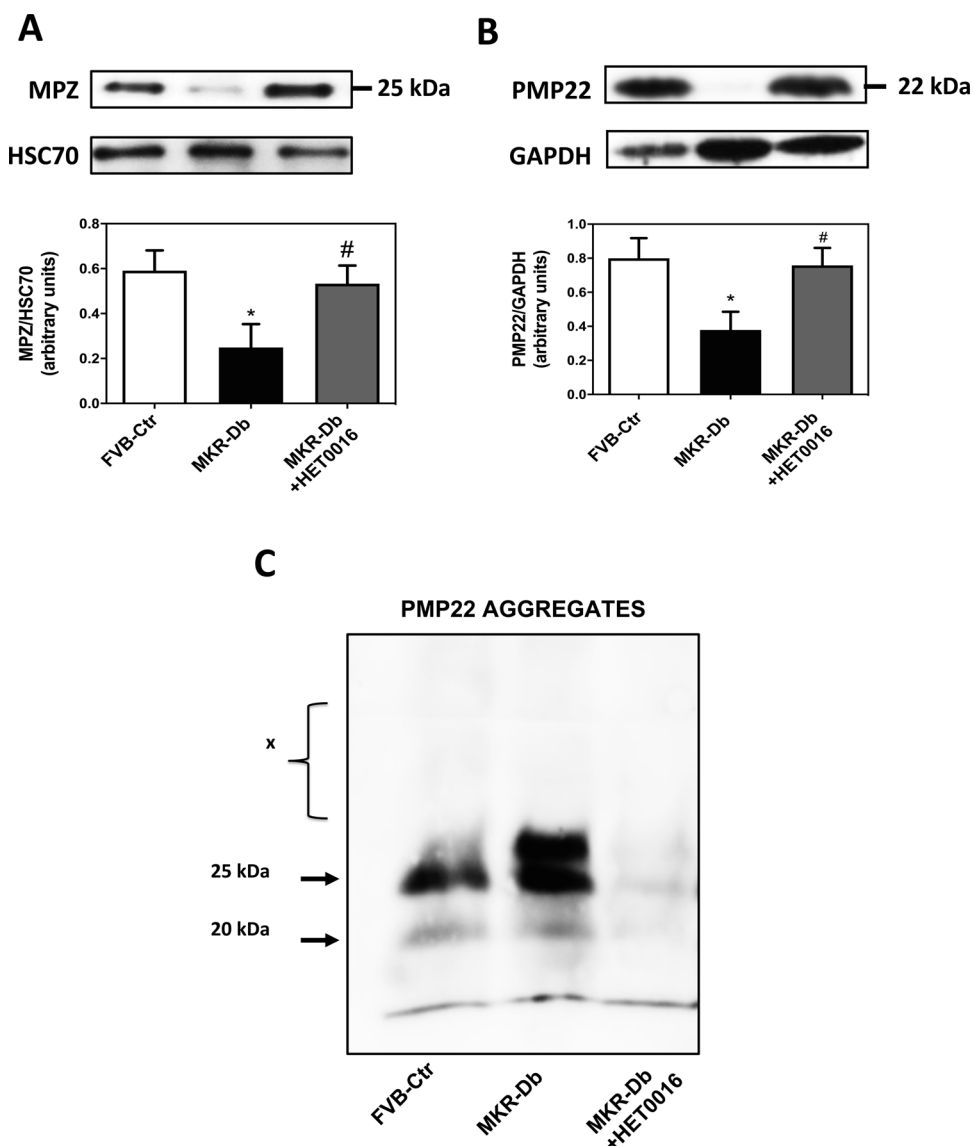 A
MPZ
25 kDa
HSC70
0.8
0.6
0.4
0.2
0.0
MPZ/HSC70
(arbitrary units)
*
#
FVB-Ctr
MKR-Db
MKR-Db
+HET0016
B
PMP22
22 kDa
GAPDH
1.0
0.8
0.6
0.4
0.2
0.0
PMP22/GAPDH
(arbitrary units)
*
#
FVB-Ctr
MKR-Db
MKR-Db
+HET0016
C
PMP22 AGGREGATES
x
25 kDa
20 kDa
FVB-Ctr
MKR-Db
MKR-Db
+HET0016